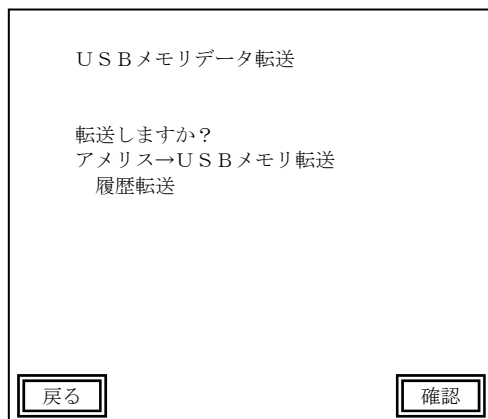 ＵＳＢメモリデータ転送
転送しますか？
アメリス→ＵＳＢメモリ転送
履歴転送
戻る
確認